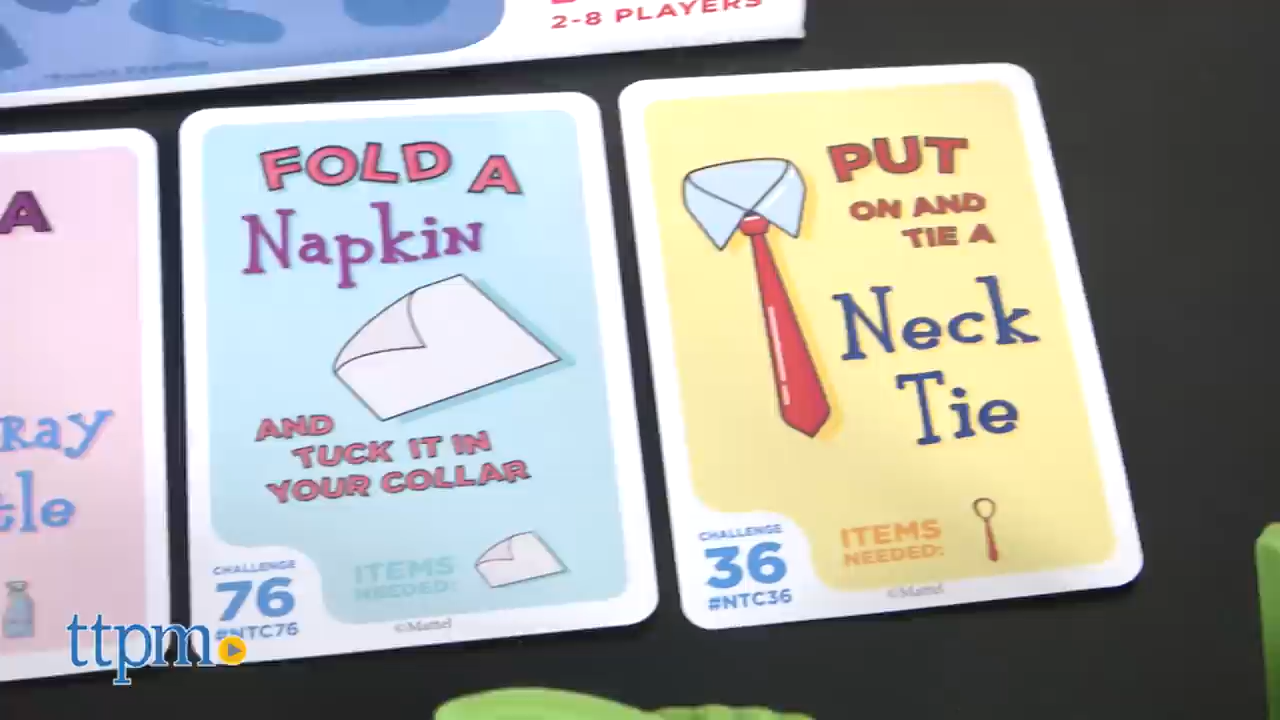 2-8 PLAYERS
A
RAY
tle
FOLD A
Napkin
AND
TUCK IT IN
YOUR COLLAR
CHALLENGE
76
#NTC76
ITEMS
NEEDED:
©Mattel
PUT
ON AND
TIE A
Neck
Tie
CHALLENGE
36
#NTC36
ITEMS
NEEDED:
©Mattel
ttpm